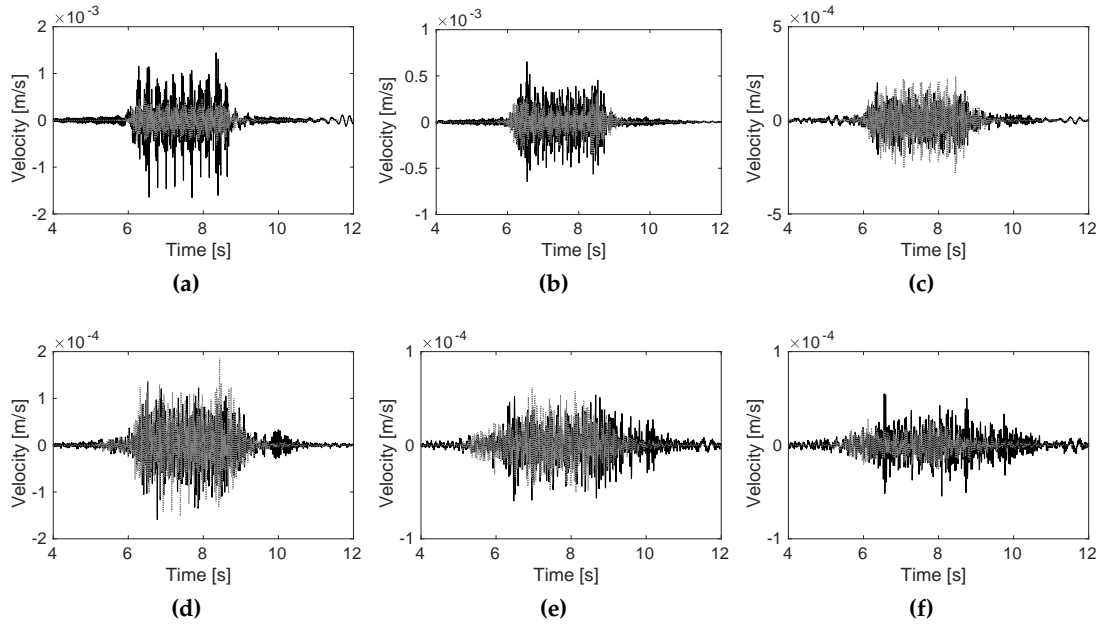 ×10⁻³
2
1
0
-1
-2
Velocity [m/s]
4 6 8 10 12
Time [s]
(a)
×10⁻³
1
0.5
0
-0.5
-1
Velocity [m/s]
4 6 8 10 12
Time [s]
(b)
×10⁻⁴
5
0
-5
Velocity [m/s]
4 6 8 10 12
Time [s]
(c)
×10⁻⁴
2
1
0
-1
-2
Velocity [m/s]
4 6 8 10 12
Time [s]
(d)
×10⁻⁴
1
0
-1
Velocity [m/s]
4 6 8 10 12
Time [s]
(e)
×10⁻⁴
1
0
-1
Velocity [m/s]
4 6 8 10 12
Time [s]
(f)